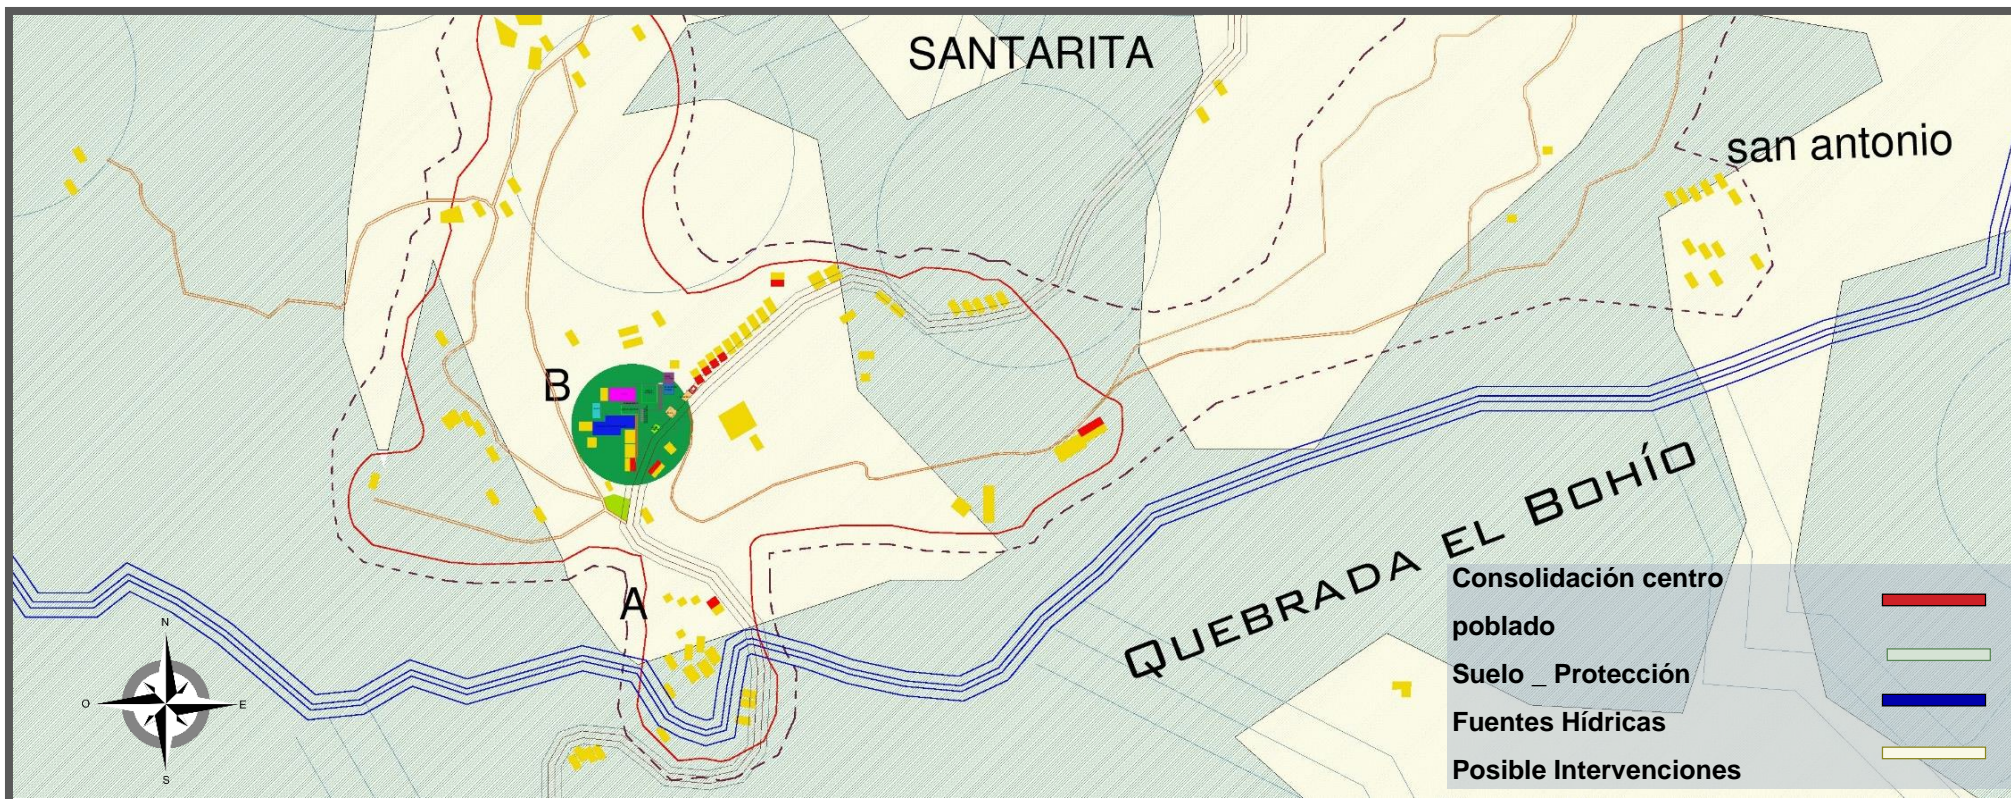 SANTARITA
san antonio
B
A
QUEBRADA EL BOHÍO
N
O
E
S
Consolidación centro
poblado
Suelo _ Protección
Fuentes Hídricas
Posible Intervenciones